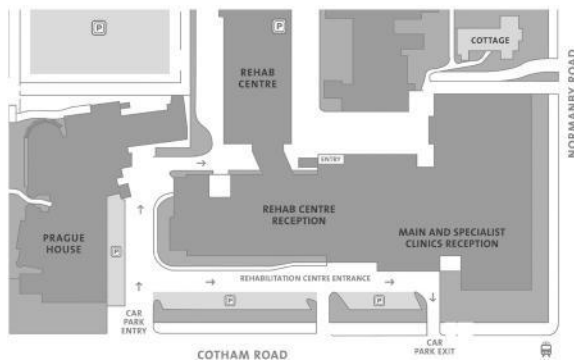 P
P
COTTAGE
REHAB
CENTRE
NORMANBY ROAD
ENTRY
REHAB CENTRE
RECEPTION
MAIN AND SPECIALIST
CLINICS RECEPTION
PRAGUE
HOUSE
P
REHABILITATION CENTRE ENTRANCE
P
P
CAR
PARK
ENTRY
CAR
PARK EXIT
COTHAM ROAD